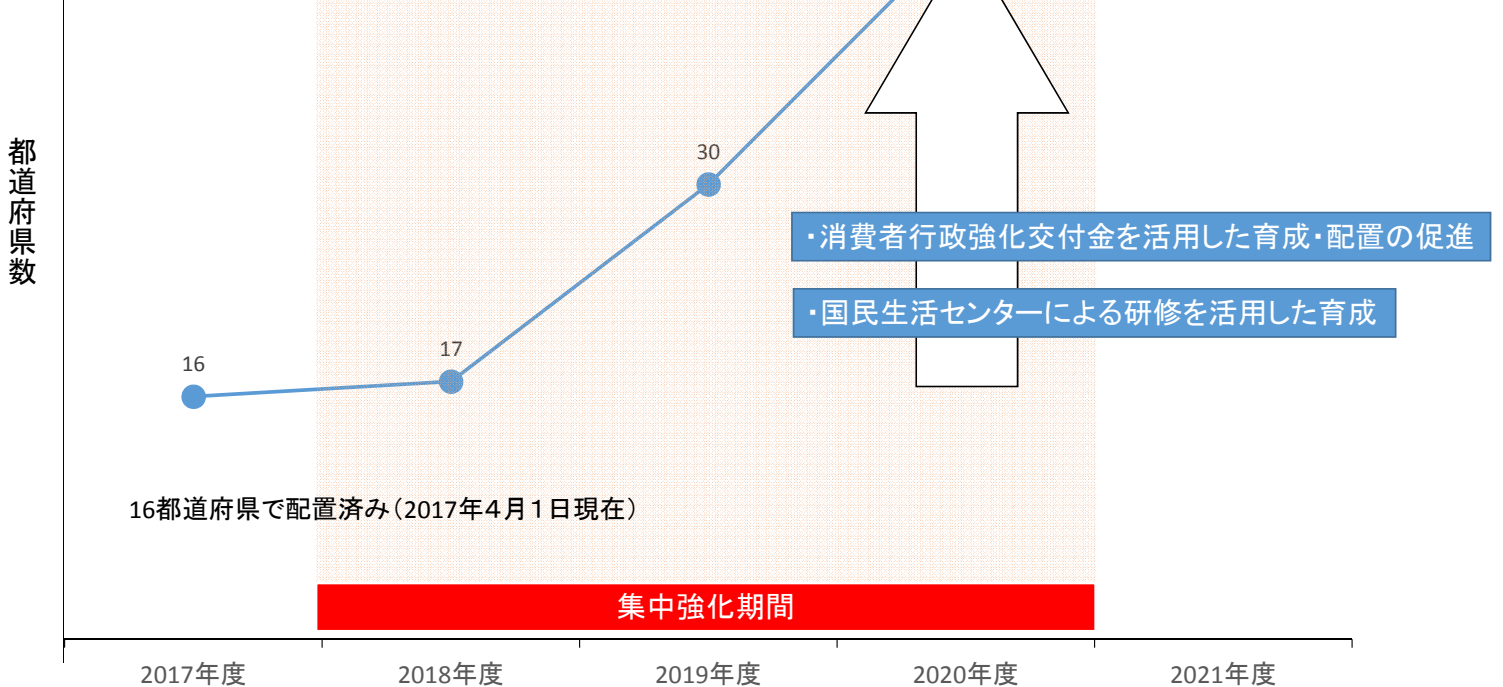 都道府県数
30
・消費者行政強化交付金を活用した育成・配置の促進
・国民生活センターによる研修を活用した育成
17
16
16都道府県で配置済み(2017年４月１日現在)
集中強化期間
2017年度
2018年度
2019年度
2020年度
2021年度